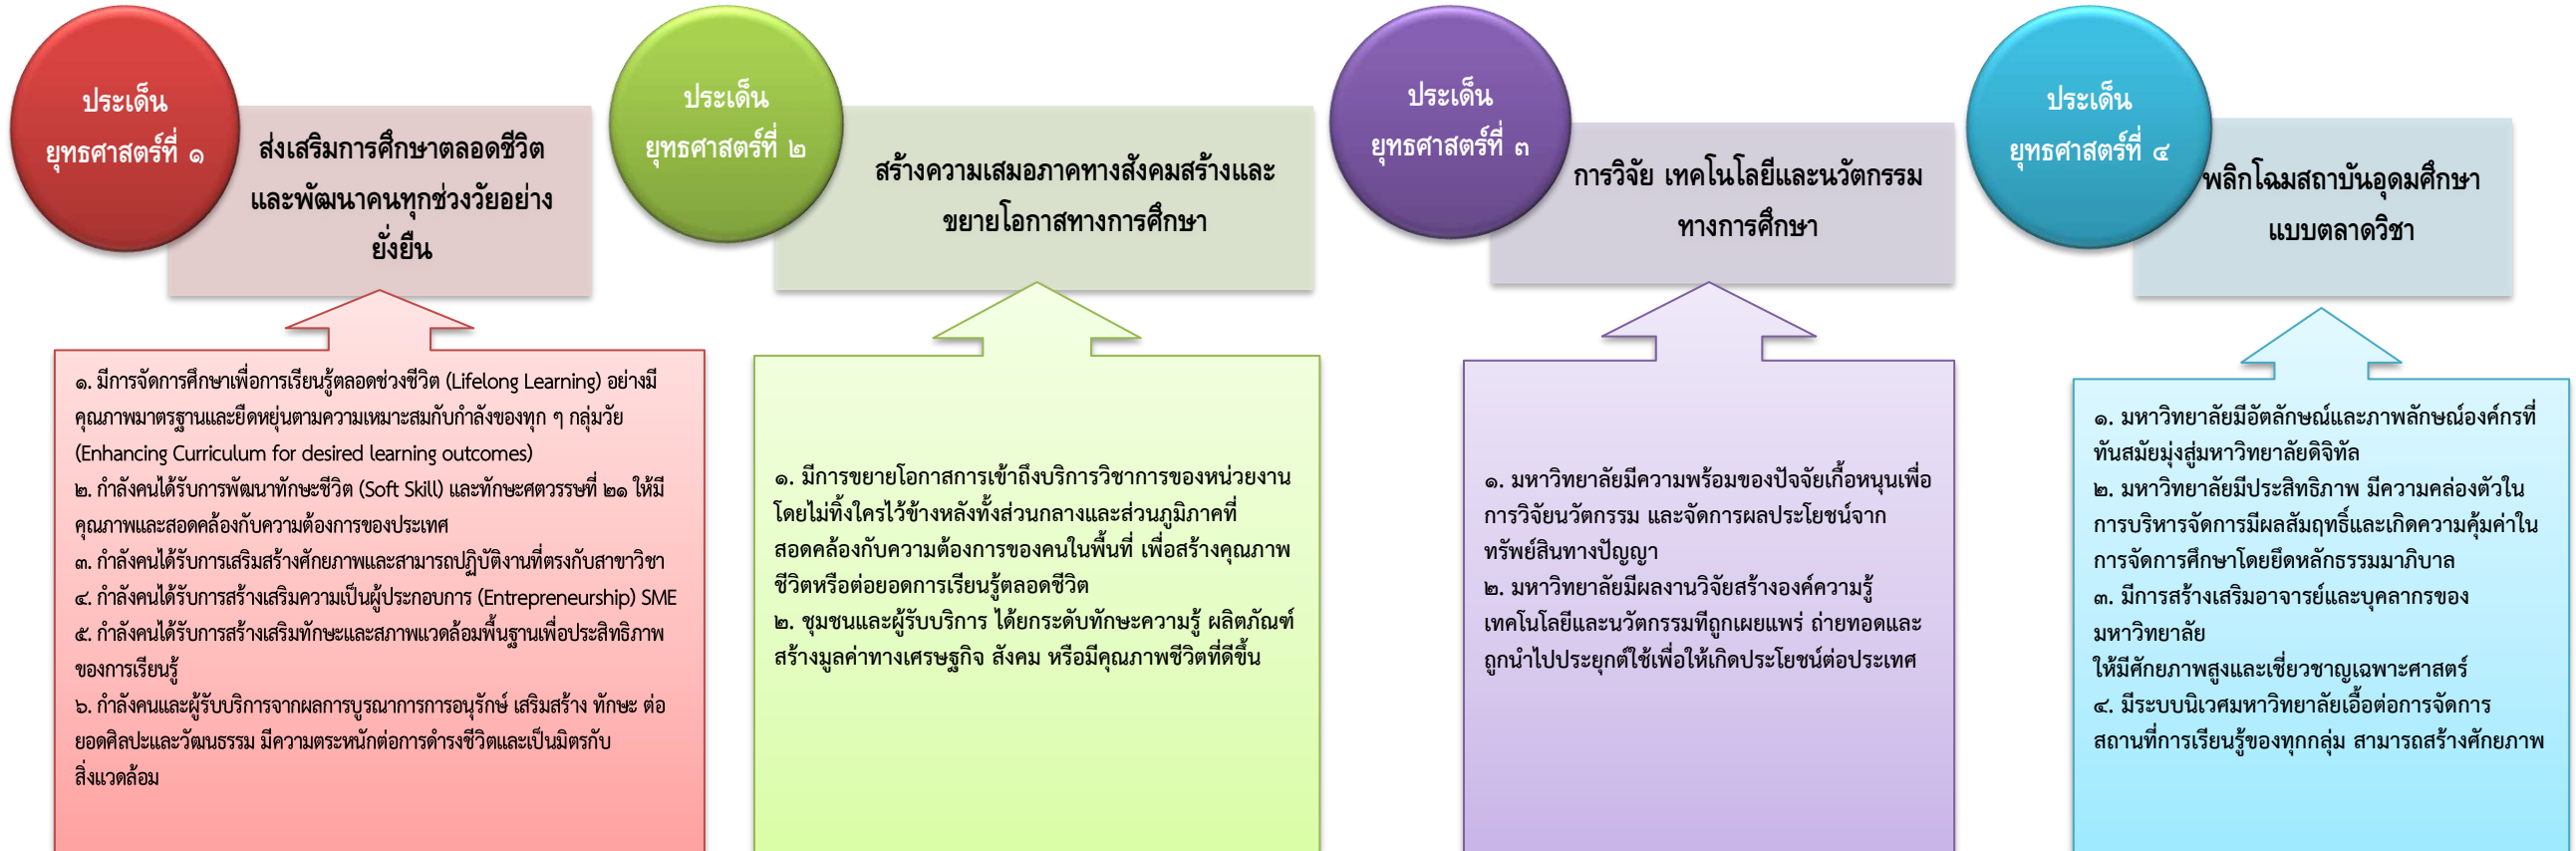 ประเด็น
ยุทธศาสตร์ที่ ๑
ส่งเสริมการศึกษาตลอดชีวิต
และพัฒนาคนทุกช่วงวัยอย่าง
ยั่งยืน
๑. มีการจัดการศึกษาเพื่อการเรียนรู้ตลอดช่วงชีวิต (Lifelong Learning) อย่างมี
คุณภาพมาตรฐานและยืดหยุ่นตามความเหมาะสมกับกำลังของทุก ๆ กลุ่มวัย
(Enhancing Curriculum for desired learning outcomes)
๒. กำลังคนได้รับการพัฒนาทักษะชีวิต (Soft Skill) และทักษะศตวรรษที่ ๒๑ ให้มี
คุณภาพและสอดคล้องกับความต้องการของประเทศ
๓. กำลังคนได้รับการเสริมสร้างศักยภาพและสามารถปฏิบัติงานที่ตรงกับสาขาวิชา
๔. กำลังคนได้รับการสร้างเสริมความเป็นผู้ประกอบการ (Entrepreneurship) SME
๕. กำลังคนได้รับการสร้างเสริมทักษะและสภาพแวดล้อมพื้นฐานเพื่อประสิทธิภาพ
ของการเรียนรู้
๖. กำลังคนและผู้รับบริการจากผลการบูรณาการการอนุรักษ์ เสริมสร้าง ทักษะ ต่อ
ยอดศิลปะและวัฒนธรรม มีความตระหนักต่อการดำรงชีวิตและเป็นมิตรกับ
สิ่งแวดล้อม
ประเด็น
ยุทธศาสตร์ที่ ๒
สร้างความเสมอภาคทางสังคมสร้างและ
ขยายโอกาสทางการศึกษา
๑. มีการขยายโอกาสการเข้าถึงบริการวิชาการของหน่วยงาน
โดยไม่ทิ้งใครไว้ข้างหลังทั้งส่วนกลางและส่วนภูมิภาคที่
สอดคล้องกับความต้องการของคนในพื้นที่ เพื่อสร้างคุณภาพ
ชีวิตหรือต่อยอดการเรียนรู้ตลอดชีวิต
๒. ชุมชนและผู้รับบริการ ได้ยกระดับทักษะความรู้ ผลิตภัณฑ์
สร้างมูลค่าทางเศรษฐกิจ สังคม หรือมีคุณภาพชีวิตที่ดีขึ้น
ประเด็น
ยุทธศาสตร์ที่ ๓
การวิจัย เทคโนโลยีและนวัตกรรม
ทางการศึกษา
๑. มหาวิทยาลัยมีความพร้อมของปัจจัยเกื้อหนุนเพื่อ
การวิจัยนวัตกรรม และจัดการผลประโยชน์จาก
ทรัพย์สินทางปัญญา
๒. มหาวิทยาลัยมีผลงานวิจัยสร้างองค์ความรู้
เทคโนโลยีและนวัตกรรมทีถูกเผยแพร่ ถ่ายทอดและ
ถูกนำไปประยุกต์ใช้เพื่อให้เกิดประโยชน์ต่อประเทศ
ประเด็น
ยุทธศาสตร์ที่ ๔
พลิกโฉมสถาบันอุดมศึกษา
แบบตลาดวิชา
๑. มหาวิทยาลัยมีอัตลักษณ์และภาพลักษณ์องค์กรที่
ทันสมัยมุ่งสู่มหาวิทยาลัยดิจิทัล
๒. มหาวิทยาลัยมีประสิทธิภาพ มีความคล่องตัวใน
การบริหารจัดการมีผลสัมฤทธิ์และเกิดความคุ้มค่าใน
การจัดการศึกษาโดยยึดหลักธรรมมาภิบาล
๓. มีการสร้างเสริมอาจารย์และบุคลากรของ
มหาวิทยาลัย
ให้มีศักยภาพสูงและเชี่ยวชาญเฉพาะศาสตร์
๔. มีระบบนิเวศมหาวิทยาลัยเอื้อต่อการจัดการ
สถานที่การเรียนรู้ของทุกกลุ่ม สามารถสร้างศักยภาพ